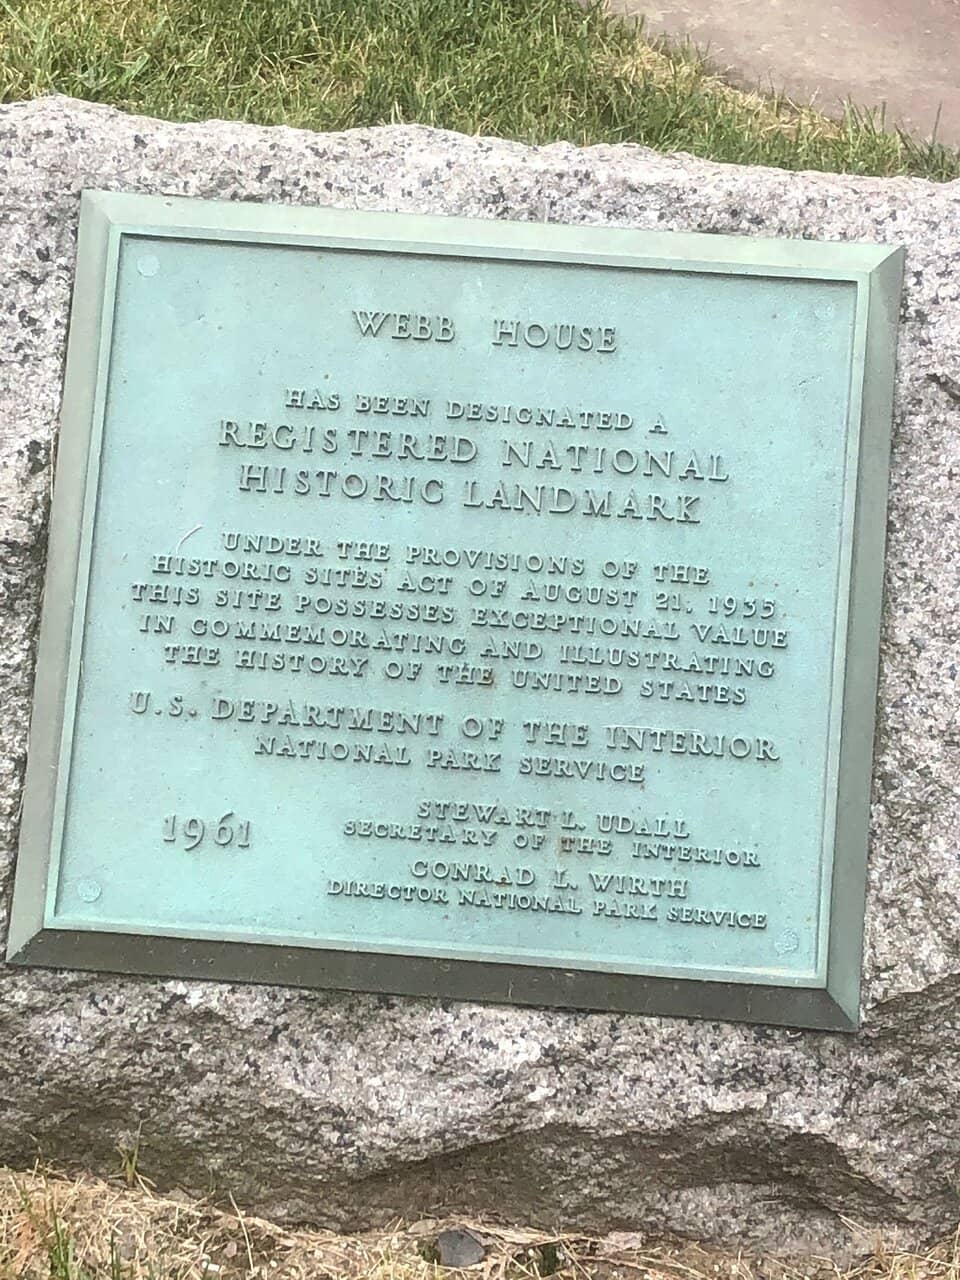 WEBB HOUSE
HAS BEEN DESIGNATED A
REGISTERED NATIONAL
HISTORIC LANDMARK
UNDER THE PROVISIONS OF THE
HISTORIC SITES ACT OF AUGUST 21, 1935
THIS SITE POSSESSES EXCEPTIONAL VALUE
IN COMMEMORATING AND ILLUSTRATING
THE HISTORY OF THE UNITED STATES
U.S. DEPARTMENT OF THE INTERIOR
NATIONAL PARK SERVICE
1961
STEWART L. UDALL
SECRETARY OF THE INTERIOR
CONRAD L. WIRTH
DIRECTOR NATIONAL PARK SERVICE